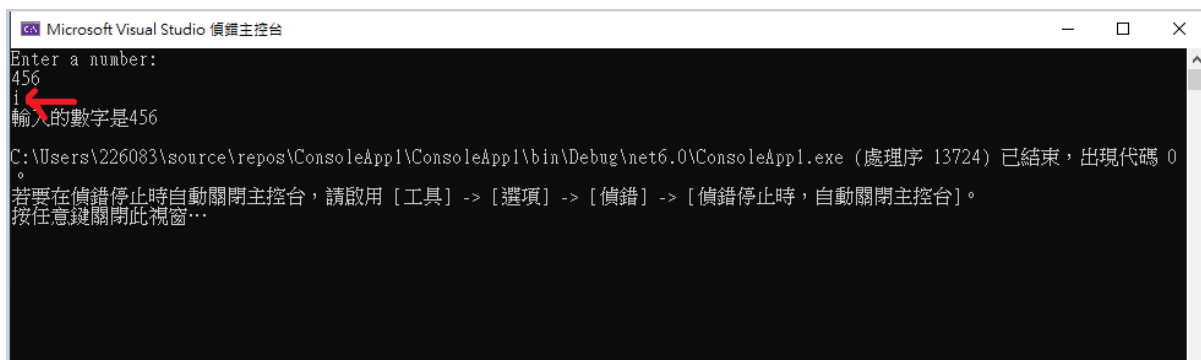 Microsoft Visual Studio 偵錯主控台
Enter a number:
456
i
輸入的數字是456
C:\Users\226083\source\repos\ConsoleApp1\ConsoleApp1\bin\Debug\net6.0\ConsoleApp1.exe (處理序 13724) 已結束，出現代碼 0
。
若要在偵錯停止時自動關閉主控台，請啟用 [工具] -> [選項] -> [偵錯] -> [偵錯停止時，自動關閉主控台]。
按任意鍵關閉此視窗…